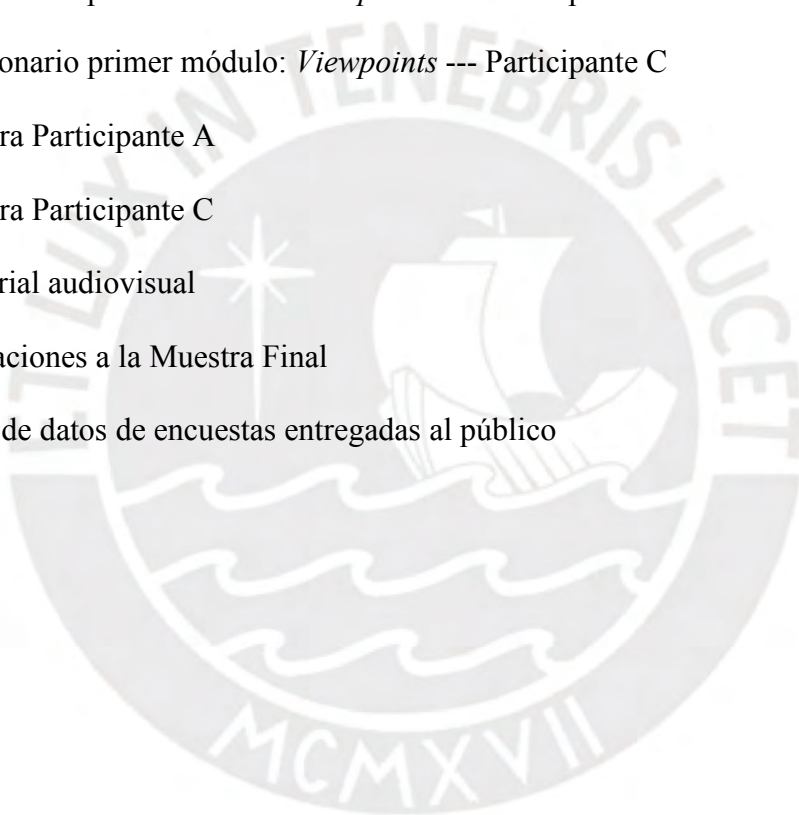 onario primer módulo: Viewpoints --- Participante C
ra Participante A
ra Participante C
rial audiovisual
aciones a la Muestra Final
de datos de encuestas entregadas al público
ET LUX IN TENEBRIS LUCET
MCMXVII